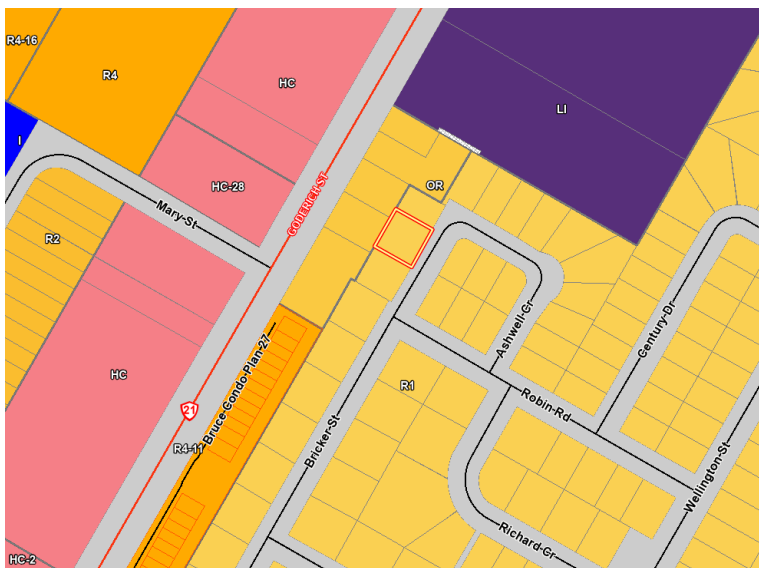 R4-16
R4
HC
LI
I
HC-28
GODERICH ST
OR
Mary-St
R2
Ashwell-Cr
Century-Dr
HC
Bruce-Condo-Plan-27
R1
Robin-Rd
21
R4-11
Bricker-St
Wellington-St
Richard-Cr
HC-2